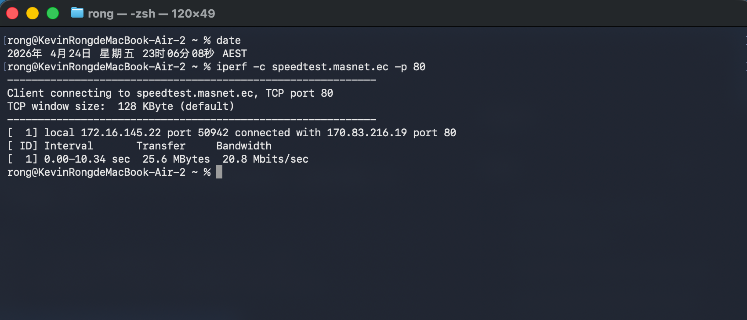 rong — -zsh — 120×49
[rong@KevinRongdeMacBook-Air-2 ~ % date
2026年 4月24日 星期五 23时06分08秒 AEST
[rong@KevinRongdeMacBook-Air-2 ~ % iperf -c speedtest.masnet.ec -p 80
------------------------------------------------------------
Client connecting to speedtest.masnet.ec, TCP port 80
TCP window size:  128 KByte (default)
------------------------------------------------------------
[  1] local 172.16.145.22 port 50942 connected with 170.83.216.19 port 80
[ ID] Interval       Transfer     Bandwidth
[  1] 0.00-10.34 sec  25.6 MBytes  20.8 Mbits/sec
rong@KevinRongdeMacBook-Air-2 ~ %